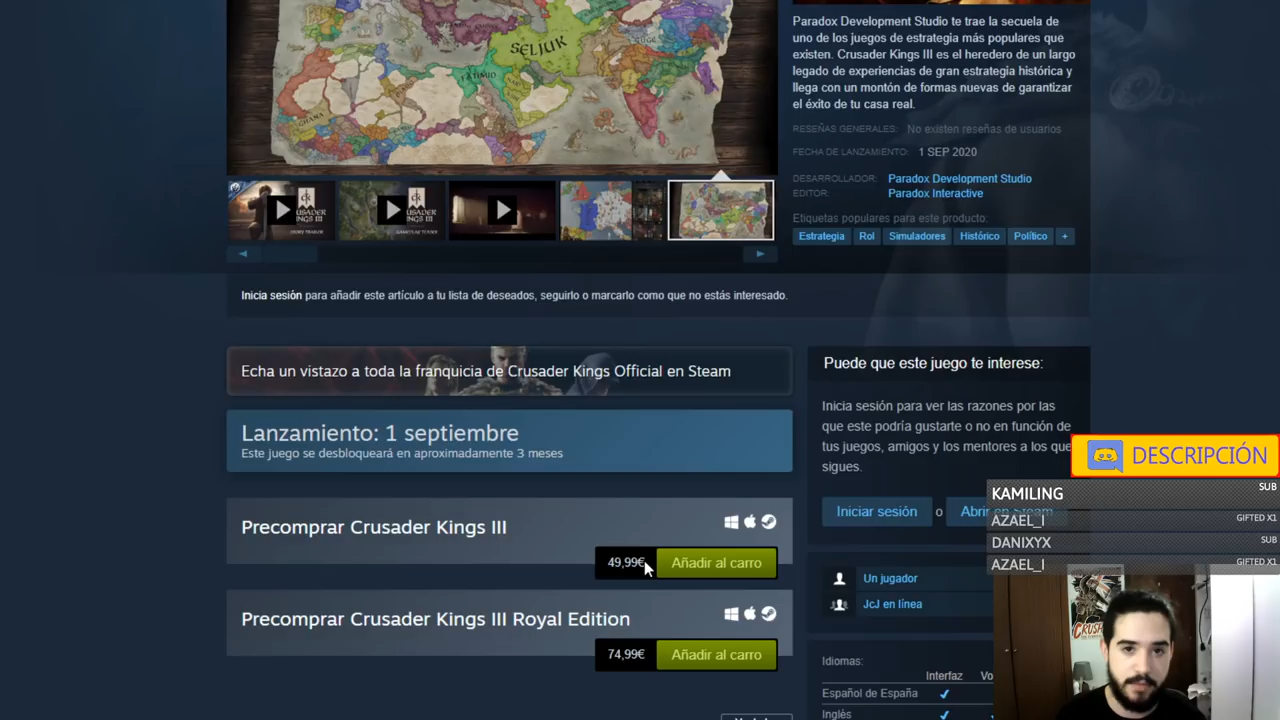 SELJUK
FATIMID
GHANA
Paradox Development Studio te trae la secuela de
uno de los juegos de estrategia más populares que
existen. Crusader Kings III es el heredero de un largo
legado de experiencias de gran estrategia histórica y
llega con un montón de formas nuevas de garantizar
el éxito de tu casa real.
RESEÑAS GENERALES: No existen reseñas de usuarios
FECHA DE LANZAMIENTO: 1 SEP 2020
DESARROLLADOR: Paradox Development Studio
EDITOR: Paradox Interactive
Etiquetas populares para este producto:
Estrategia Rol Simuladores Histórico Político +
Inicia sesión para añadir este artículo a tu lista de deseados, seguirlo o marcarlo como que no estás interesado.
Echa un vistazo a toda la franquicia de Crusader Kings Official en Steam
Lanzamiento: 1 septiembre
Este juego se desbloqueará en aproximadamente 3 meses
Precomprar Crusader Kings III
49,99€ Añadir al carro
Precomprar Crusader Kings III Royal Edition
74,99€ Añadir al carro
Puede que este juego te interese:
Inicia sesión para ver las razones por las
que este podría gustarte o no en función de
tus juegos, amigos y los mentores a los que
sigues.
Iniciar sesión o Abrir en Steam
Un jugador
JcJ en línea
Idiomas:
Interfaz
Español de España ✔
Inglés ✔
DESCRIPCIÓN
KAMILING SUB
AZAEL_I GIFTED X1
DANIXYX SUB
AZAEL_I GIFTED X1